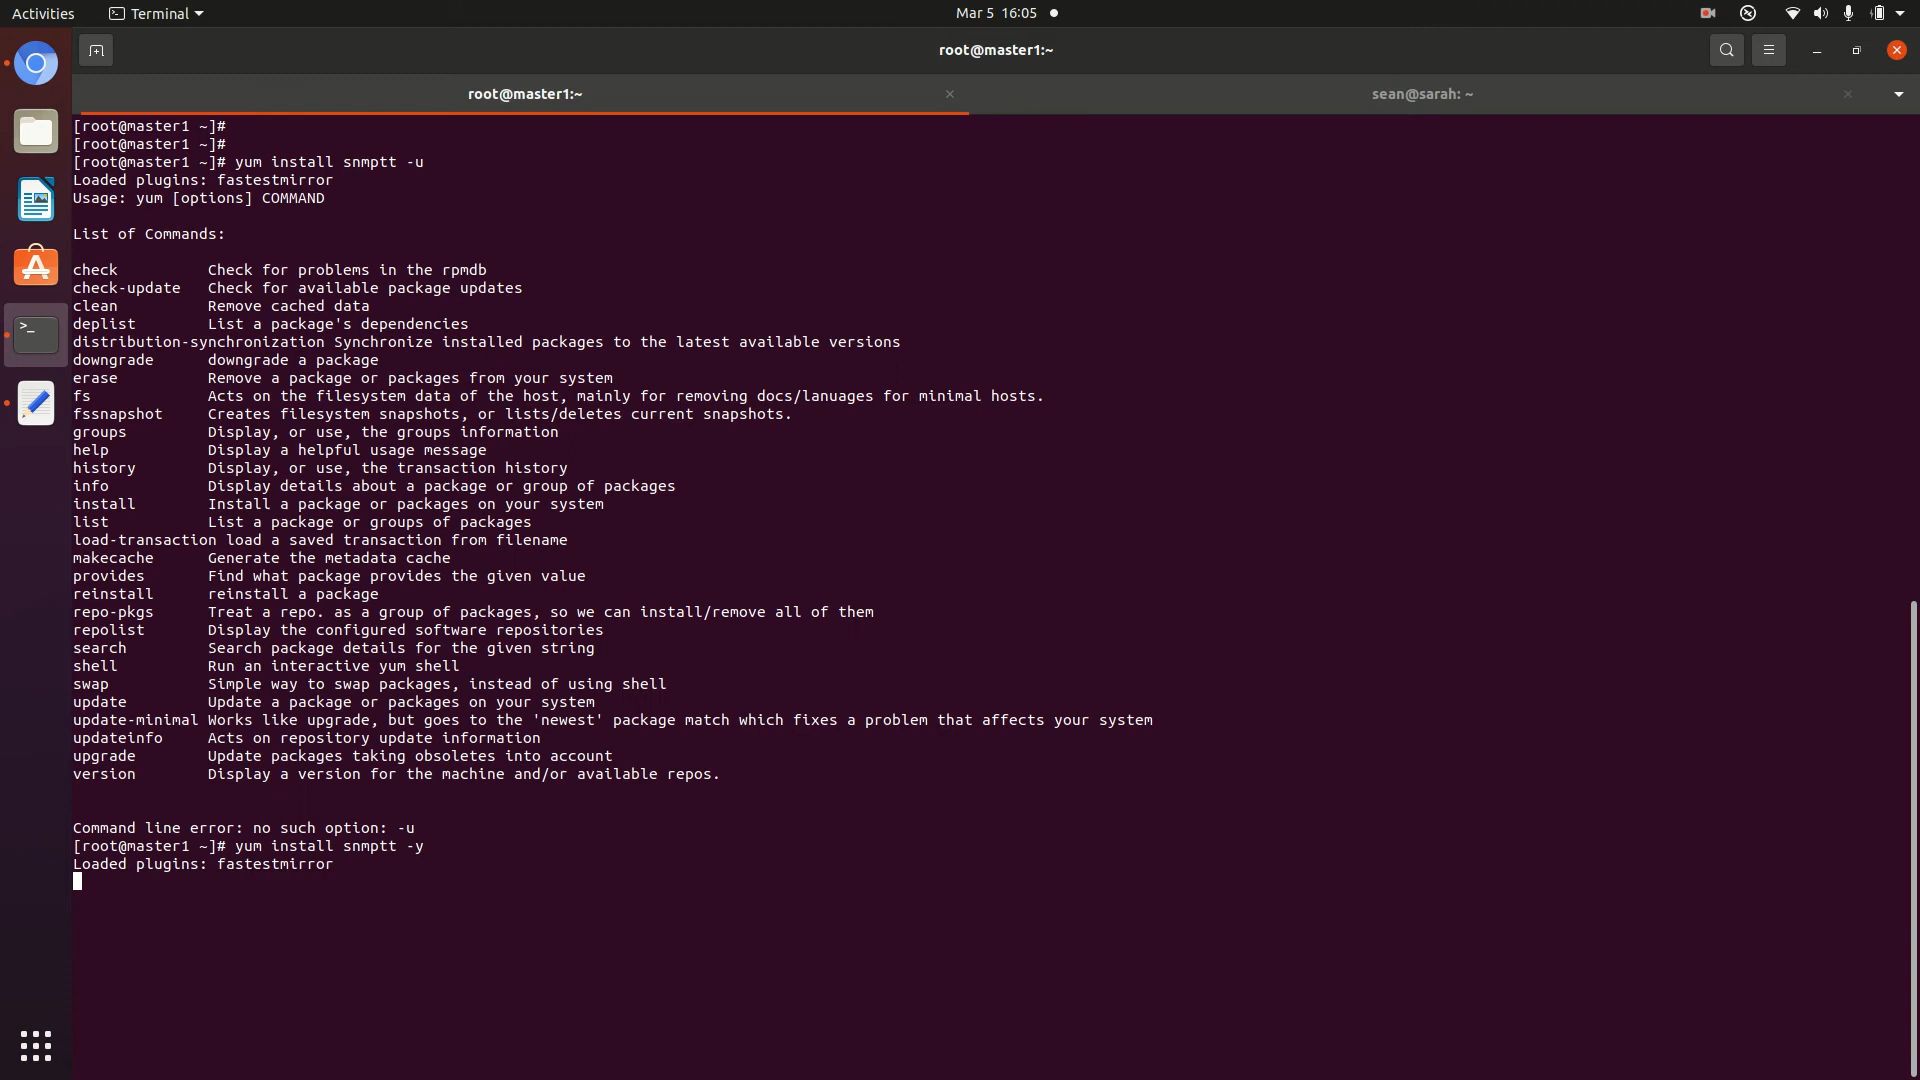 Activities Terminal Mar 5 16:05
root@master1:~
root@master1:~ sean@sarah: ~
[root@master1 ~]#
[root@master1 ~]#
[root@master1 ~]# yum install snmptt -u
Loaded plugins: fastestmirror
Usage: yum [options] COMMAND
List of Commands:
check Check for problems in the rpmdb
check-update Check for available package updates
clean Remove cached data
deplist List a package's dependencies
distribution-synchronization Synchronize installed packages to the latest available versions
downgrade downgrade a package
erase Remove a package or packages from your system
fs Acts on the filesystem data of the host, mainly for removing docs/lanuages for minimal hosts.
fssnapshot Creates filesystem snapshots, or lists/deletes current snapshots.
groups Display, or use, the groups information
help Display a helpful usage message
history Display, or use, the transaction history
info Display details about a package or group of packages
install Install a package or packages on your system
list List a package or groups of packages
load-transaction load a saved transaction from filename
makecache Generate the metadata cache
provides Find what package provides the given value
reinstall reinstall a package
repo-pkgs Treat a repo. as a group of packages, so we can install/remove all of them
repolist Display the configured software repositories
search Search package details for the given string
shell Run an interactive yum shell
swap Simple way to swap packages, instead of using shell
update Update a package or packages on your system
update-minimal Works like upgrade, but goes to the 'newest' package match which fixes a problem that affects your system
updateinfo Acts on repository update information
upgrade Update packages taking obsoletes into account
version Display a version for the machine and/or available repos.
Command line error: no such option: -u
[root@master1 ~]# yum install snmptt -y
Loaded plugins: fastestmirror